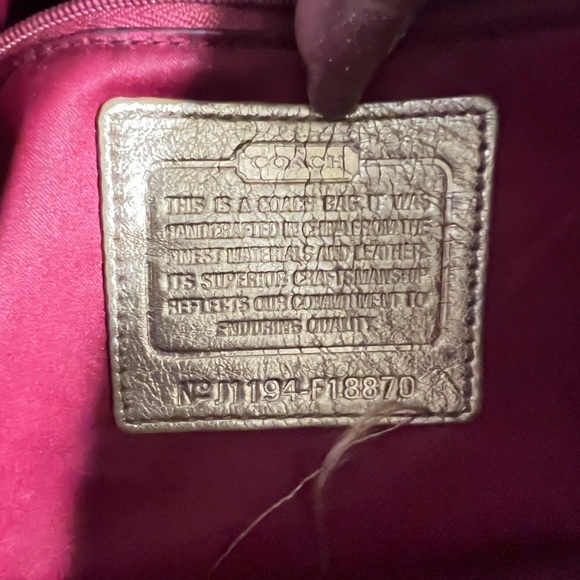 COACH
THIS IS A COACH BAG. IT WAS
HANDCRAFTED IN CHINA FROM THE
FINEST MATERIALS AND LEATHER.
ITS SUPERIOR CRAFTSMANSHIP
REFLECTS OUR COMMITMENT TO
ENDURING QUALITY.
Nº J1194-F18870